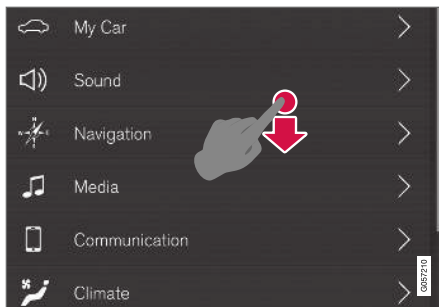 My Car
Sound
Navigation
Media
Communication
Climate
G057210